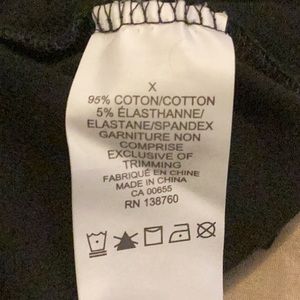 X
95% COTON/COTTON
5% ÉLASTHANNE/
ELASTANE/SPANDEX
GARNITURE NON
COMPRISE
EXCLUSIVE OF
TRIMMING
FABRIQUÉ EN CHINE
MADE IN CHINA
CA 00655
RN 138760